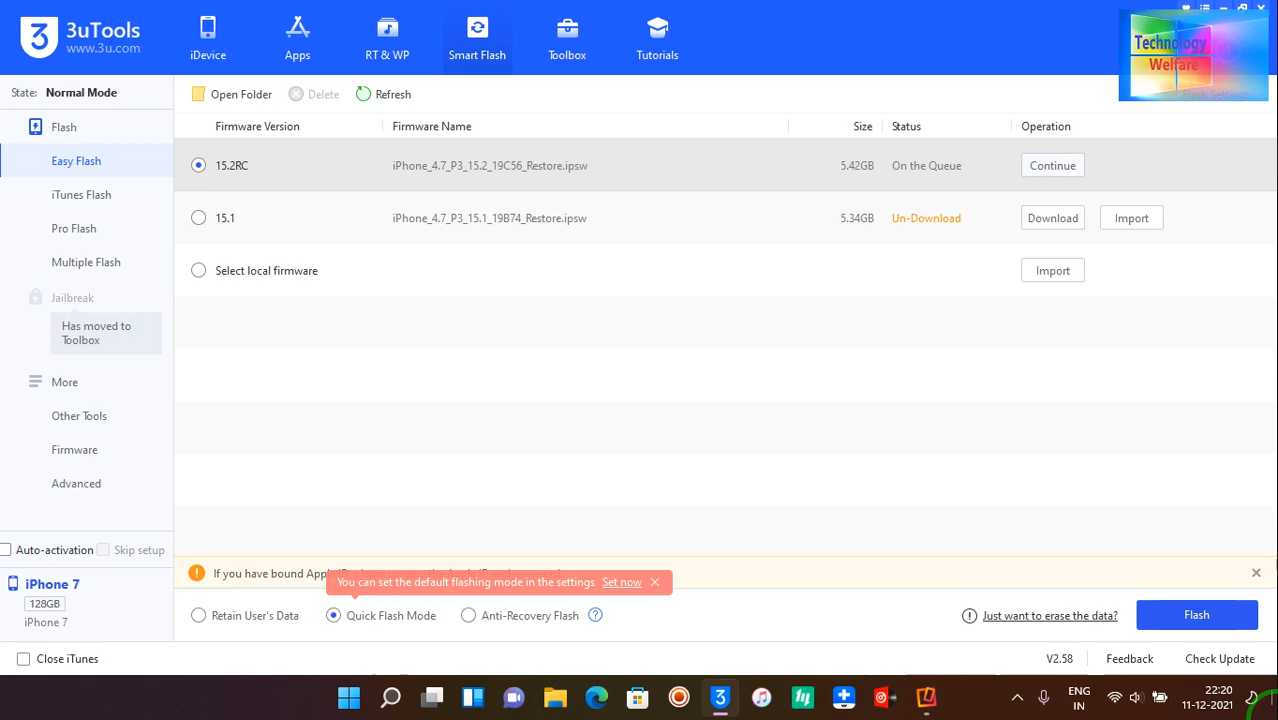 3
3uTools
www.3u.com
iDevice
Apps
RT & WP
Smart Flash
Toolbox
Tutorials
Technology
Welfare
State: Normal Mode
Open Folder
Delete
Refresh
Flash Settings
Flash
Firmware Version
Firmware Name
Size
Status
Operation
Easy Flash
15.2RC
iPhone_4.7_P3_15.2_19C56_Restore.ipsw
5.42GB
On the Queue
Continue
iTunes Flash
15.1
iPhone_4.7_P3_15.1_19B74_Restore.ipsw
5.34GB
Un-Download
Download
Import
Pro Flash
Multiple Flash
Select local firmware
Import
Jailbreak
Has moved to
Toolbox
More
Other Tools
Firmware
Advanced
Auto-activation
Skip setup
If you have bound
You can set the default flashing mode in the settings Set now
iPhone 7
128GB
iPhone 7
Retain User's Data
Quick Flash Mode
Anti-Recovery Flash
Just want to erase the data?
Flash
Close iTunes
V2.58
Feedback
Check Update
3
ENG
IN
22:20
11-12-2021